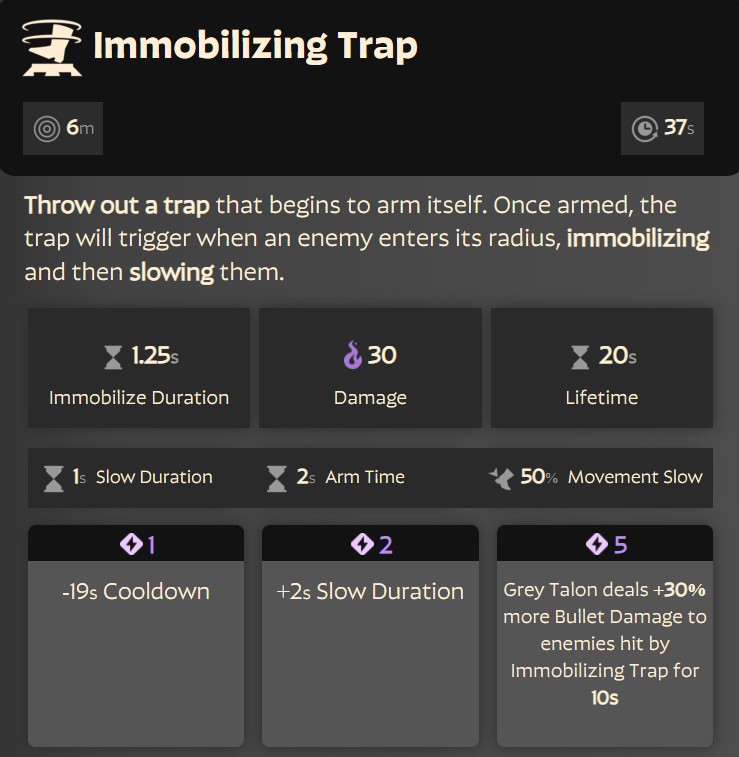 Immobilizing Trap
6m
37s
Throw out a trap that begins to arm itself. Once armed, the
trap will trigger when an enemy enters its radius, immobilizing
and then slowing them.
1.25s
Immobilize Duration
30
Damage
20s
Lifetime
1s Slow Duration
2s Arm Time
50% Movement Slow
1
-19s Cooldown
2
+2s Slow Duration
5
Grey Talon deals +30%
more Bullet Damage to
enemies hit by
Immobilizing Trap for
10s